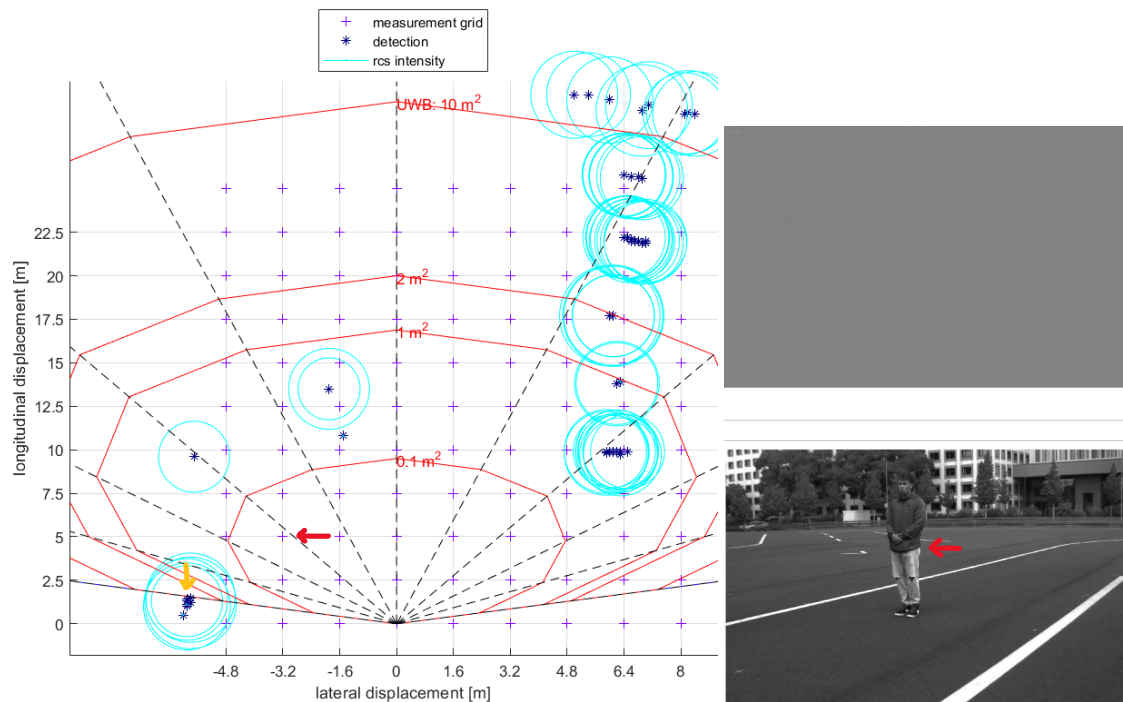 measurement grid
detection
rcs intensity
UWB: 10 m²
2 m²
1 m²
0.1 m²
longitudinal displacement [m]
22.5
20
17.5
15
12.5
10
7.5
5
2.5
0
-4.8
-3.2
-1.6
0
1.6
3.2
4.8
6.4
8
lateral displacement [m]